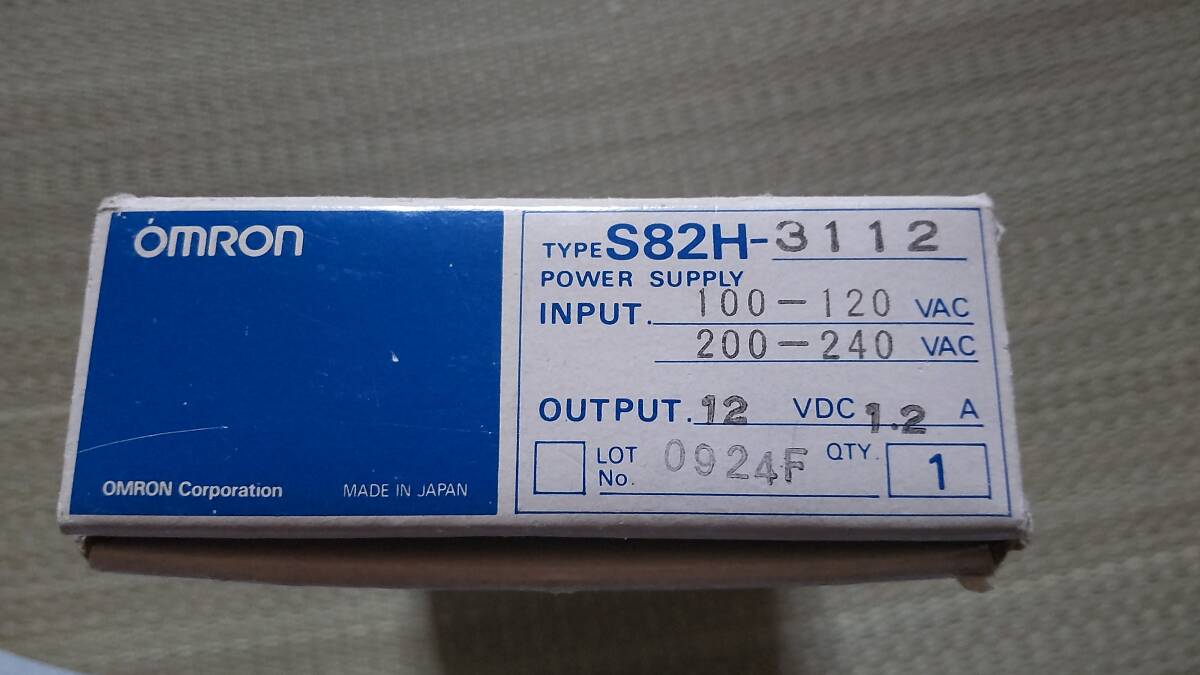 OMRON
OMRON Corporation
MADE IN JAPAN
TYPE S82H-3112
POWER SUPPLY
INPUT. 100-120 VAC
200-240 VAC
OUTPUT. 12 VDC 1.2 A
LOT No. 0924F QTY. 1